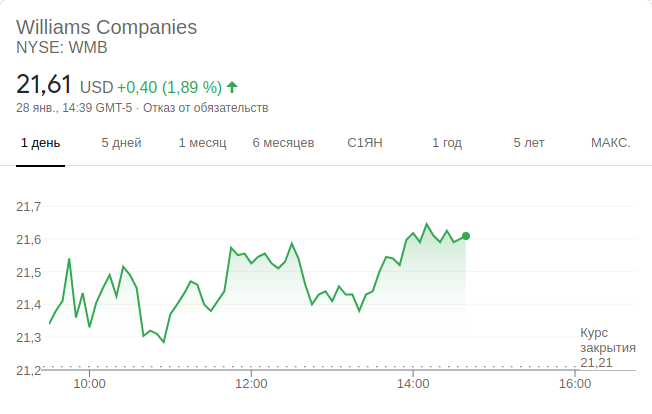 Williams Companies
NYSE: WMB
21,61 USD +0,40 (1,89 %)
28 янв., 14:39 GMT-5 · Отказ от обязательств
1 день 5 дней 1 месяц 6 месяцев С1ЯН 1 год 5 лет МАКС.
21,7
21,6
21,5
21,4
21,3
21,2
Курс
закрытия
21,21
10:00 12:00 14:00 16:00